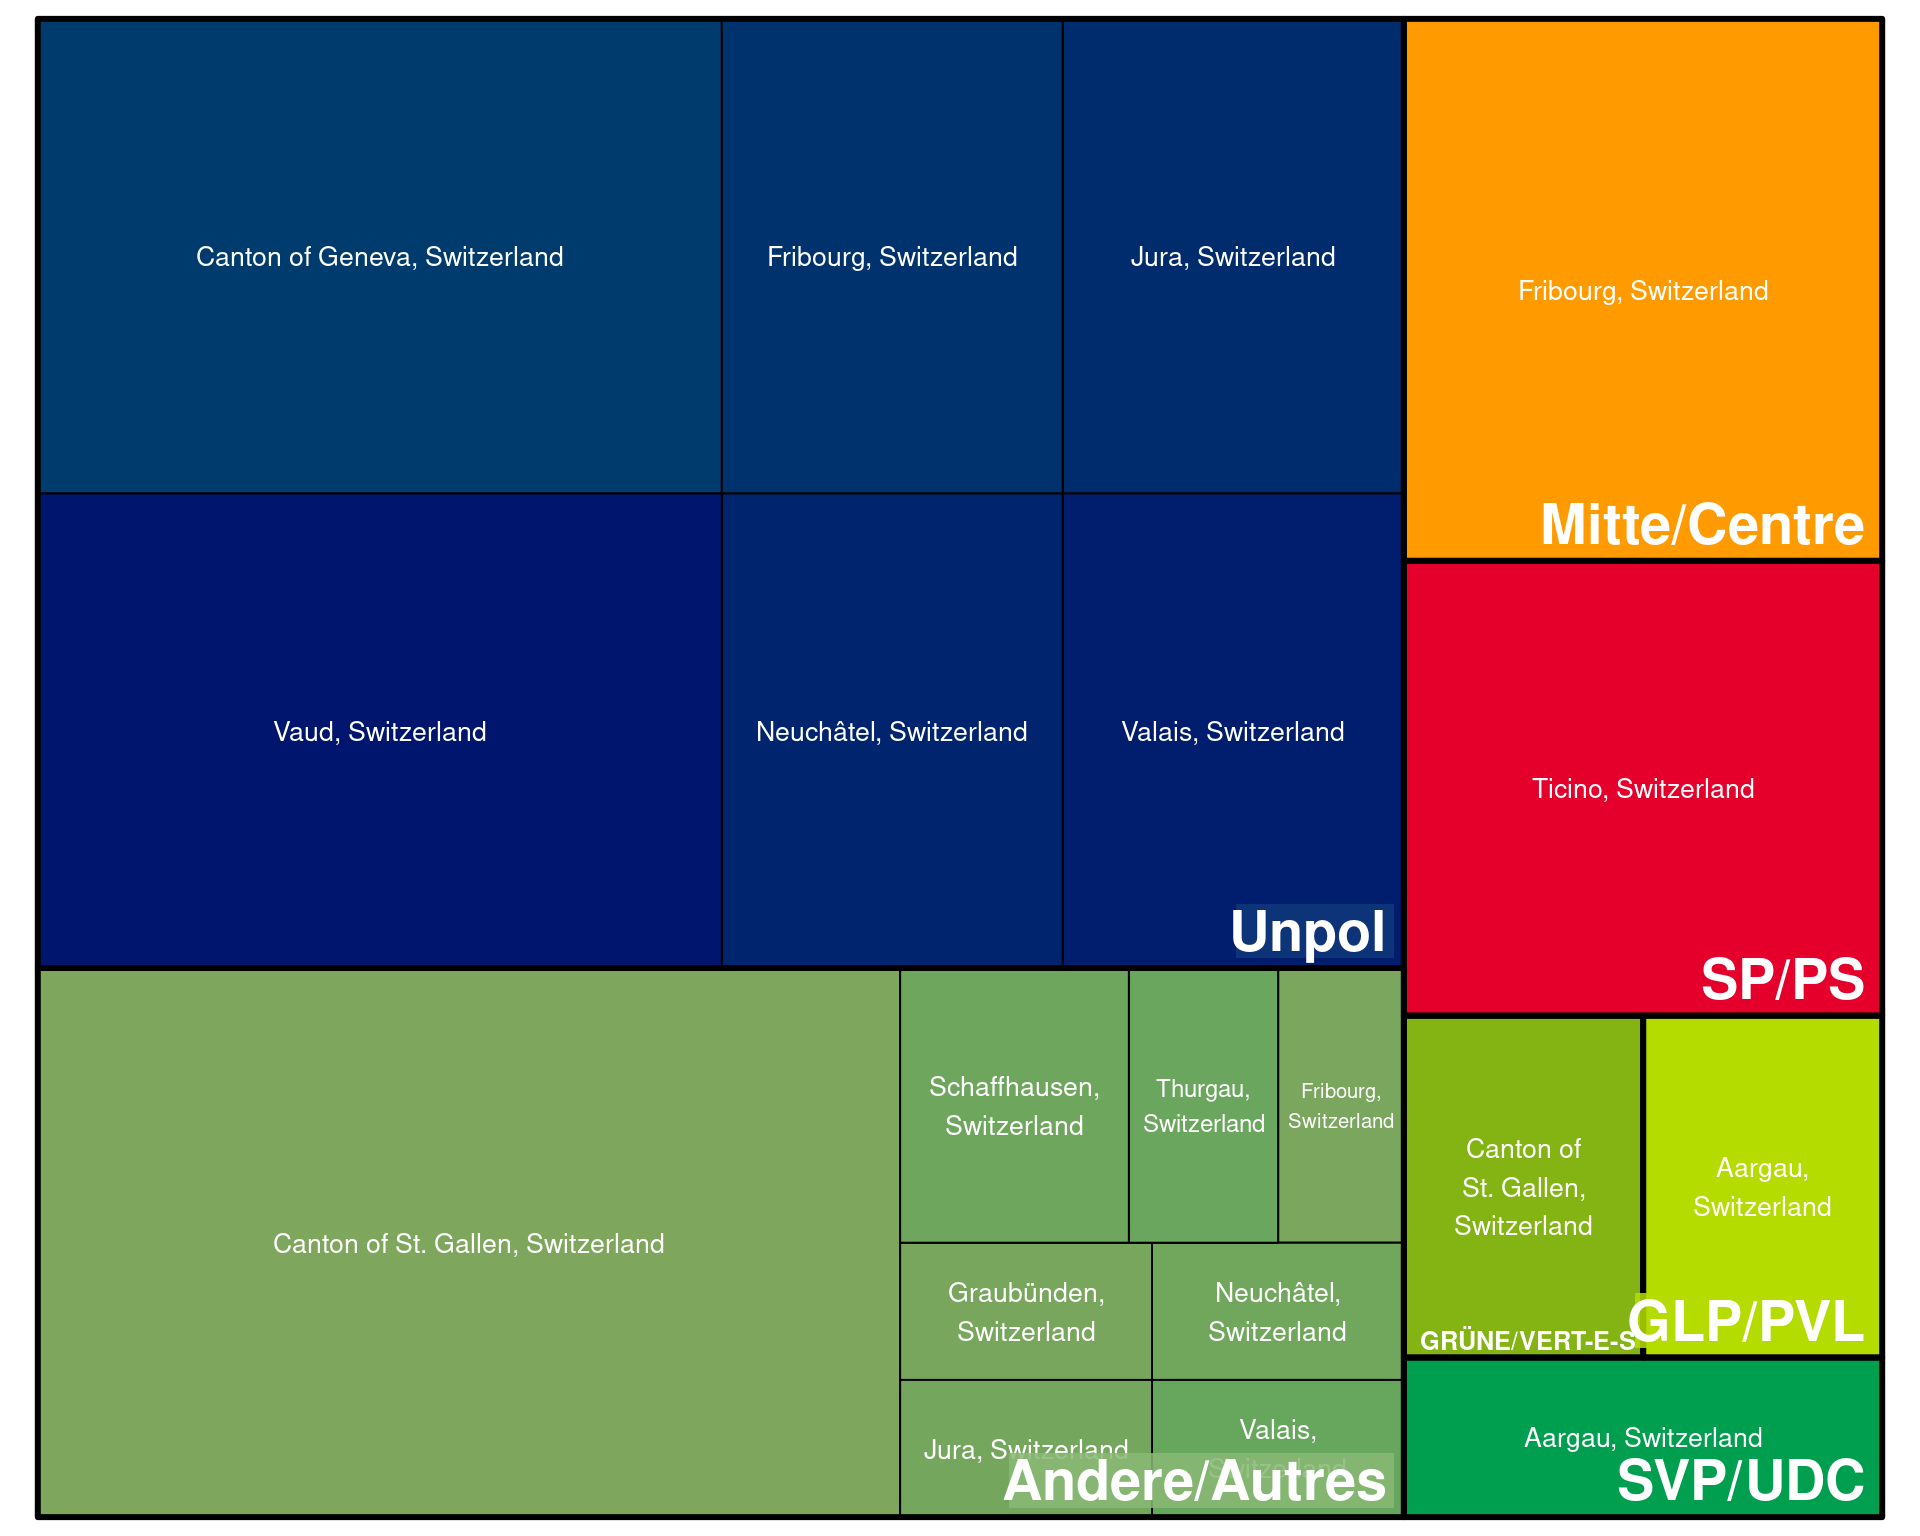 Canton of Geneva, Switzerland
Fribourg, Switzerland
Jura, Switzerland
Vaud, Switzerland
Neuchâtel, Switzerland
Valais, Switzerland
Unpol
Fribourg, Switzerland
Mitte/Centre
Ticino, Switzerland
SP/PS
Canton of St. Gallen, Switzerland
Schaffhausen,
Switzerland
Thurgau,
Switzerland
Fribourg,
Switzerland
Graubünden,
Switzerland
Neuchâtel,
Switzerland
Jura, Switzerland
Valais,
Switzerland
Andere/Autres
Canton of
St. Gallen,
Switzerland
GRÜNE/VERT-E-S
Aargau,
Switzerland
GLP/PVL
Aargau, Switzerland
SVP/UDC